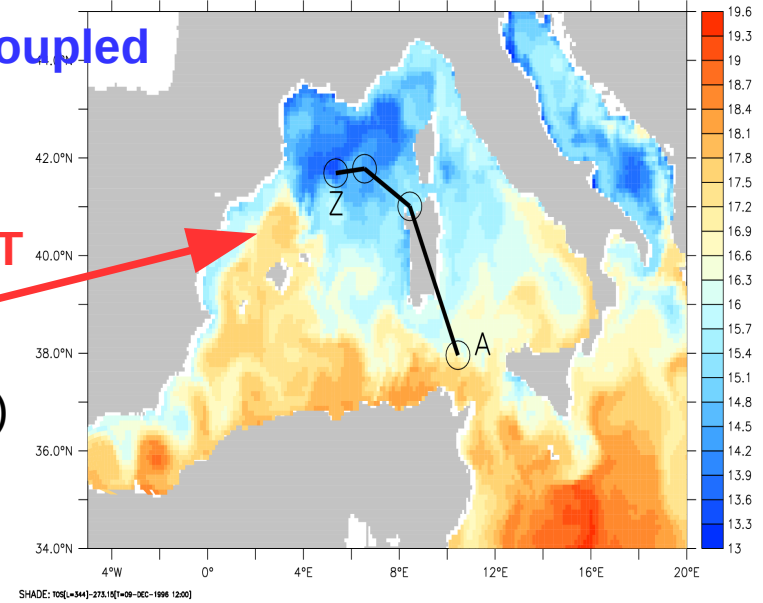 oupled
44.0°N
42.0°N
40.0°N
38.0°N
36.0°N
34.0°N
Z
A
T
)
4°W 0° 4°E 8°E 12°E 16°E 20°E
19.6
19.3
19
18.7
18.4
18.1
17.8
17.5
17.2
16.9
16.6
16.3
16
15.7
15.4
15.1
14.8
14.5
14.2
13.9
13.6
13.3
13
SHADE: TOS[L=344]-273.15[T=09-DEC-1996 12:00]